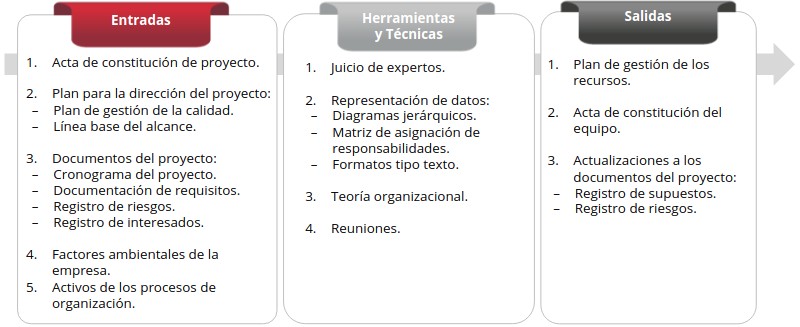 Entradas
1. Acta de constitución de proyecto.
2. Plan para la dirección del proyecto:
– Plan de gestión de la calidad.
– Línea base del alcance.
3. Documentos del proyecto:
– Cronograma del proyecto.
– Documentación de requisitos.
– Registro de riesgos.
– Registro de interesados.
4. Factores ambientales de la
empresa.
5. Activos de los procesos de
organización.
Herramientas
y Técnicas
1. Juicio de expertos.
2. Representación de datos:
– Diagramas jerárquicos.
– Matriz de asignación de
responsabilidades.
– Formatos tipo texto.
3. Teoría organizacional.
4. Reuniones.
Salidas
1. Plan de gestión de los
recursos.
2. Acta de constitución del
equipo.
3. Actualizaciones a los
documentos del proyecto:
– Registro de supuestos.
– Registro de riesgos.